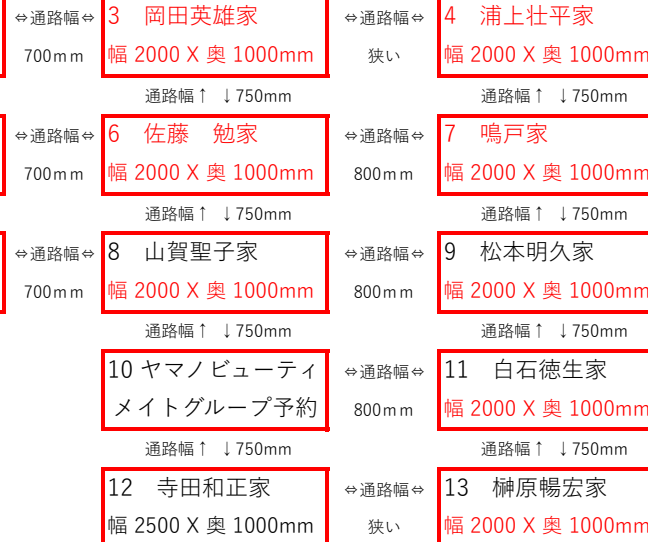 ⇔通路幅⇔ 3　岡田英雄家 ⇔通路幅⇔ 4　浦上壮平家
700ｍｍ 幅 2000 X 奥 1000mm 狭い 幅 2000 X 奥 1000mm
通路幅↑ ↓750mm 通路幅↑ ↓750mm
⇔通路幅⇔ 6　佐藤　勉家 ⇔通路幅⇔ 7　鳴戸家
700ｍｍ 幅 2000 X 奥 1000mm 800ｍｍ 幅 2000 X 奥 1000mm
通路幅↑ ↓750mm 通路幅↑ ↓750mm
⇔通路幅⇔ 8　山賀聖子家 ⇔通路幅⇔ 9　松本明久家
700ｍｍ 幅 2000 X 奥 1000mm 800ｍｍ 幅 2000 X 奥 1000mm
通路幅↑ ↓750mm 通路幅↑ ↓750mm
10 ヤマノビューティ ⇔通路幅⇔ 11　白石徳生家
メイトグループ予約 800ｍｍ 幅 2000 X 奥 1000mm
通路幅↑ ↓750mm 通路幅↑ ↓750mm
12　寺田和正家 ⇔通路幅⇔ 13　榊原暢宏家
幅 2500 X 奥 1000mm 狭い 幅 2000 X 奥 1000mm